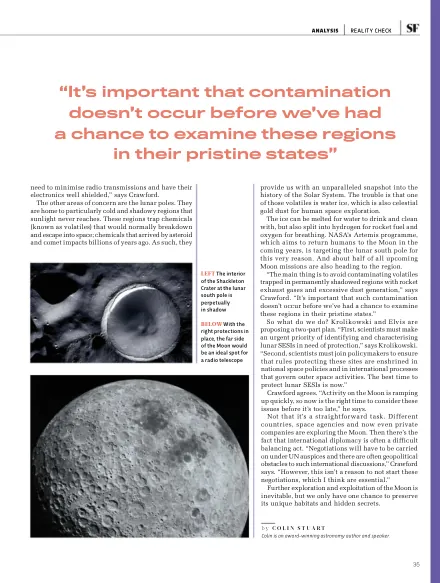 ANALYSIS REALITY CHECK SF
“It’s important that contamination
doesn’t occur before we’ve had
a chance to examine these regions
in their pristine states”
need to minimise radio transmissions and have their
electronics well shielded,” says Crawford.
The other areas of concern are the lunar poles. They
are home to particularly cold and shadowy regions that
sunlight never reaches. These regions trap chemicals
(known as volatiles) that would normally breakdown
and escape into space: chemicals that arrived by asteroid
and comet impacts billions of years ago. As such, they
LEFT The interior
of the Shackleton
Crater at the lunar
south pole is
perpetually
in shadow
BELOW With the
right protections in
place, the far side
of the Moon would
be an ideal spot for
a radio telescope
provide us with an unparalleled snapshot into the
history of the Solar System. The trouble is that one
of those volatiles is water ice, which is also celestial
gold dust for human space exploration.
The ice can be melted for water to drink and clean
with, but also split into hydrogen for rocket fuel and
oxygen for breathing. NASA’s Artemis programme,
which aims to return humans to the Moon in the
coming years, is targeting the lunar south pole for
this very reason. And about half of all upcoming
Moon missions are also heading to the region.
“The main thing is to avoid contaminating volatiles
trapped in permanently shadowed regions with rocket
exhaust gases and excessive dust generation,” says
Crawford. “It’s important that such contamination
doesn’t occur before we’ve had a chance to examine
these regions in their pristine states.”
So what do we do? Krolikowski and Elvis are
proposing a two-part plan. “First, scientists must make
an urgent priority of identifying and characterising
lunar SESIs in need of protection,” says Krolikowski.
“Second, scientists must join policymakers to ensure
that rules protecting these sites are enshrined in
national space policies and in international processes
that govern outer space activities. The best time to
protect lunar SESIs is now.”
Crawford agrees, “Activity on the Moon is ramping
up quickly, so now is the right time to consider these
issues before it’s too late,” he says.
Not that it’s a straightforward task. Different
countries, space agencies and now even private
companies are exploring the Moon. Then there’s the
fact that international diplomacy is often a difficult
balancing act. “Negotiations will have to be carried
on under UN auspices and there are often geopolitical
obstacles to such international discussions,” Crawford
says. “However, this isn’t a reason to not start these
negotiations, which I think are essential.”
Further exploration and exploitation of the Moon is
inevitable, but we only have one chance to preserve
its unique habitats and hidden secrets.
by COLIN STUART
Colin is an award-winning astronomy author and speaker
95